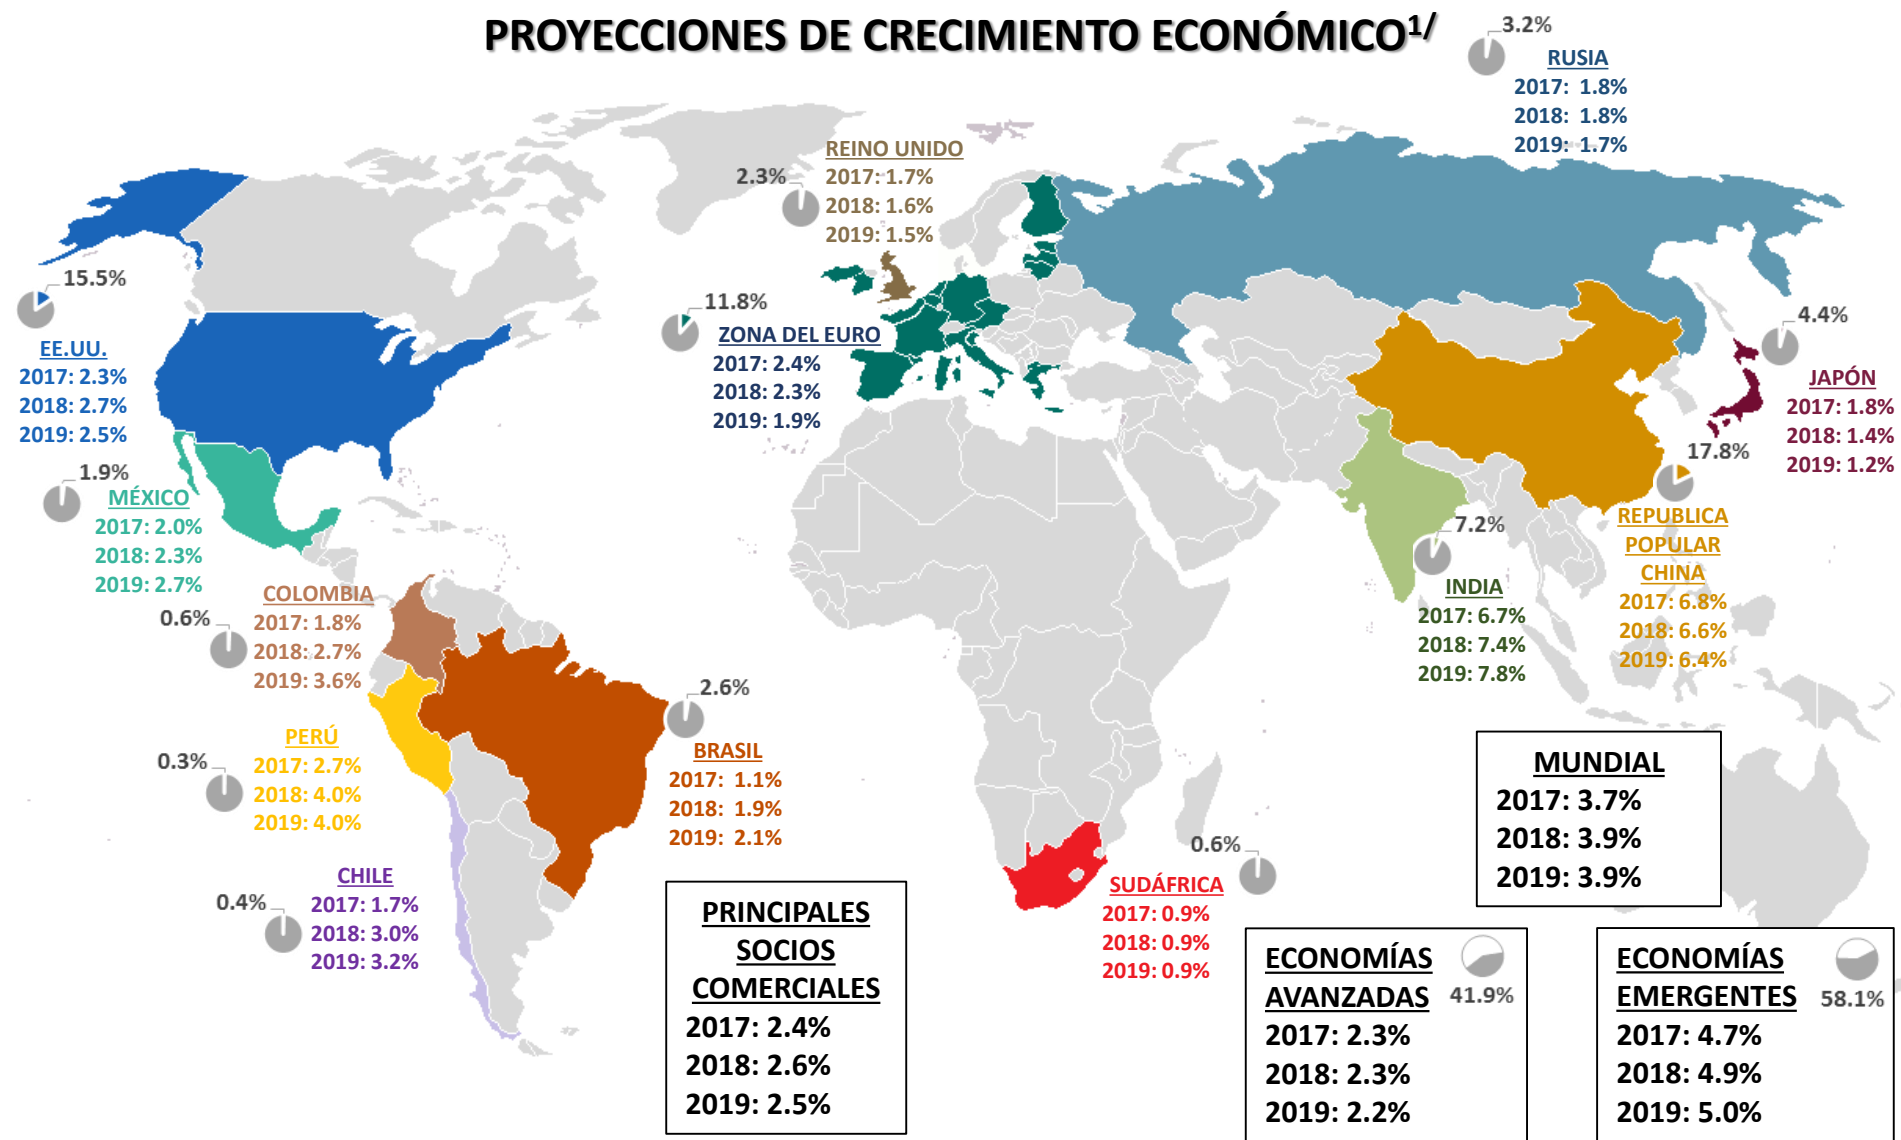 PROYECCIONES DE CRECIMIENTO ECONÓMICO1/
3.2%
RUSIA
2017: 1.8%
2018: 1.8%
2019: 1.7%
2.3%
REINO UNIDO
2017: 1.7%
2018: 1.6%
2019: 1.5%
15.5%
EE.UU.
2017: 2.3%
2018: 2.7%
2019: 2.5%
11.8%
ZONA DEL EURO
2017: 2.4%
2018: 2.3%
2019: 1.9%
4.4%
JAPÓN
2017: 1.8%
2018: 1.4%
2019: 1.2%
1.9%
MÉXICO
2017: 2.0%
2018: 2.3%
2019: 2.7%
17.8%
REPUBLICA
POPULAR
CHINA
2017: 6.8%
2018: 6.6%
2019: 6.4%
7.2%
INDIA
2017: 6.7%
2018: 7.4%
2019: 7.8%
0.6%
COLOMBIA
2017: 1.8%
2018: 2.7%
2019: 3.6%
2.6%
BRASIL
2017: 1.1%
2018: 1.9%
2019: 2.1%
0.3%
PERÚ
2017: 2.7%
2018: 4.0%
2019: 4.0%
0.4%
CHILE
2017: 1.7%
2018: 3.0%
2019: 3.2%
0.6%
SUDÁFRICA
2017: 0.9%
2018: 0.9%
2019: 0.9%
MUNDIAL
2017: 3.7%
2018: 3.9%
2019: 3.9%
PRINCIPALES
SOCIOS
COMERCIALES
2017: 2.4%
2018: 2.6%
2019: 2.5%
ECONOMÍAS
AVANZADAS
41.9%
2017: 2.3%
2018: 2.3%
2019: 2.2%
ECONOMÍAS
EMERGENTES
58.1%
2017: 4.7%
2018: 4.9%
2019: 5.0%